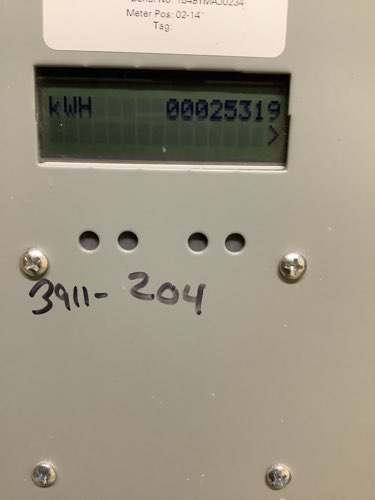 Meter Pos: 02-14
Tag:
kWH 00025319
>
3911- 204